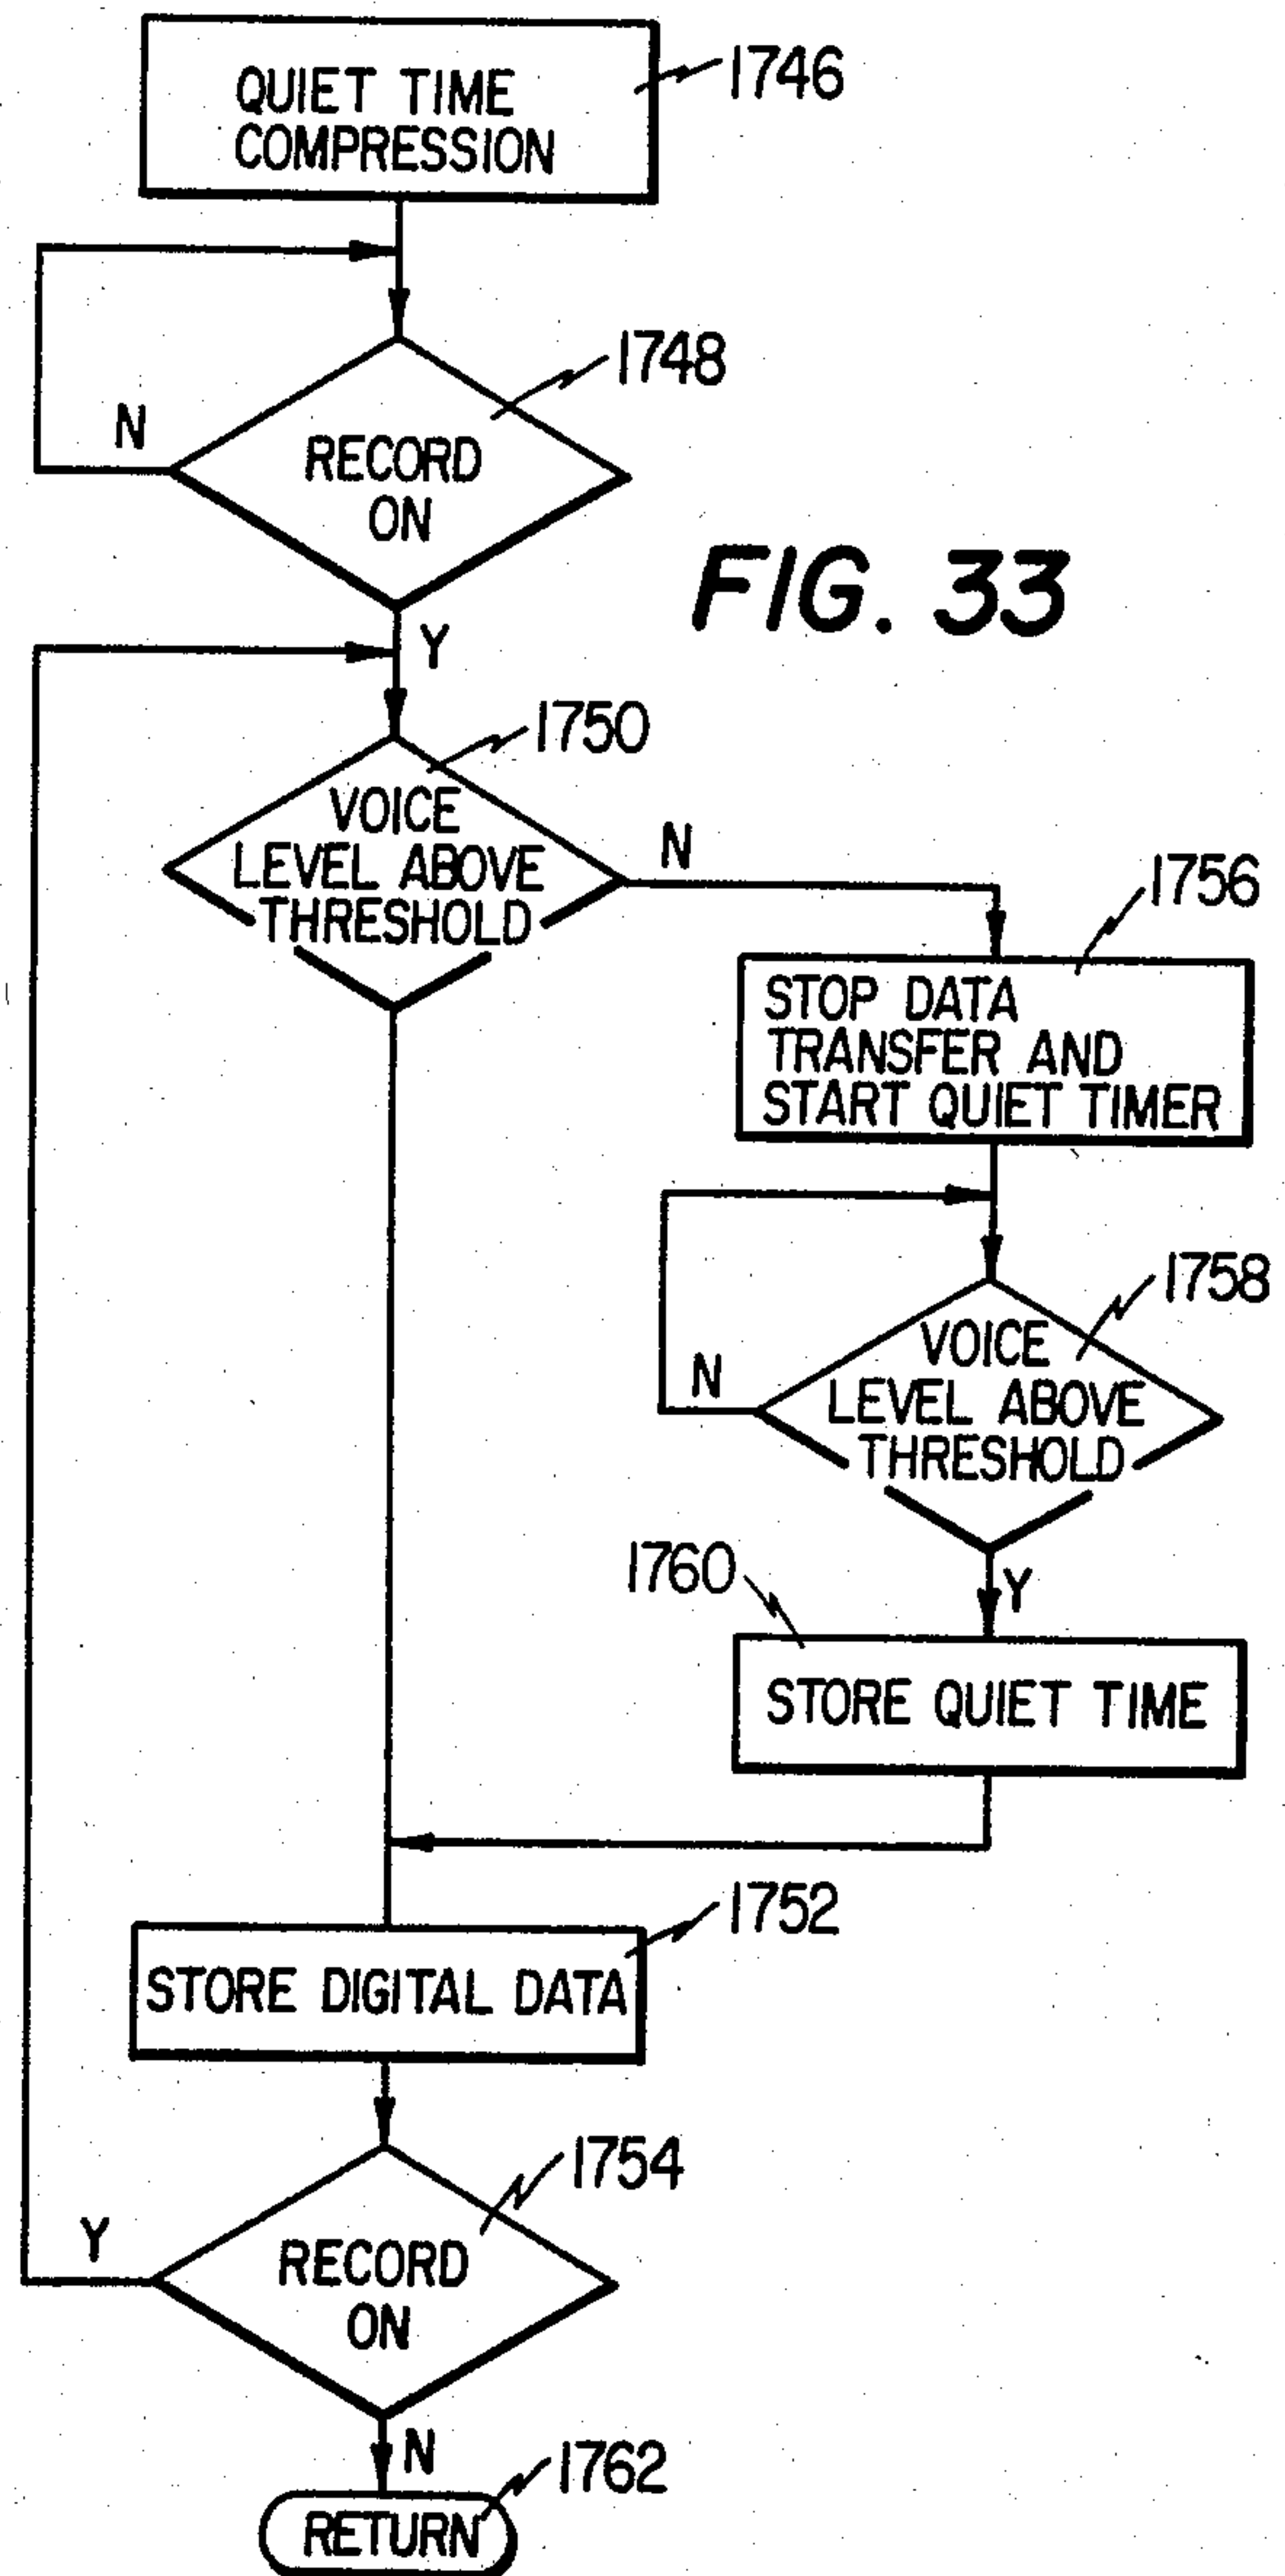 QUIET TIME
COMPRESSION
1746
1748
N
RECORD
ON
FIG. 33
Y
1750
VOICE
LEVEL ABOVE
THRESHOLD
N
1756
STOP DATA
TRANSFER AND
START QUIET TIMER
1758
VOICE
LEVEL ABOVE
THRESHOLD
N
Y
1760
STORE QUIET TIME
1752
STORE DIGITAL DATA
1754
Y
RECORD
ON
N
1762
RETURN